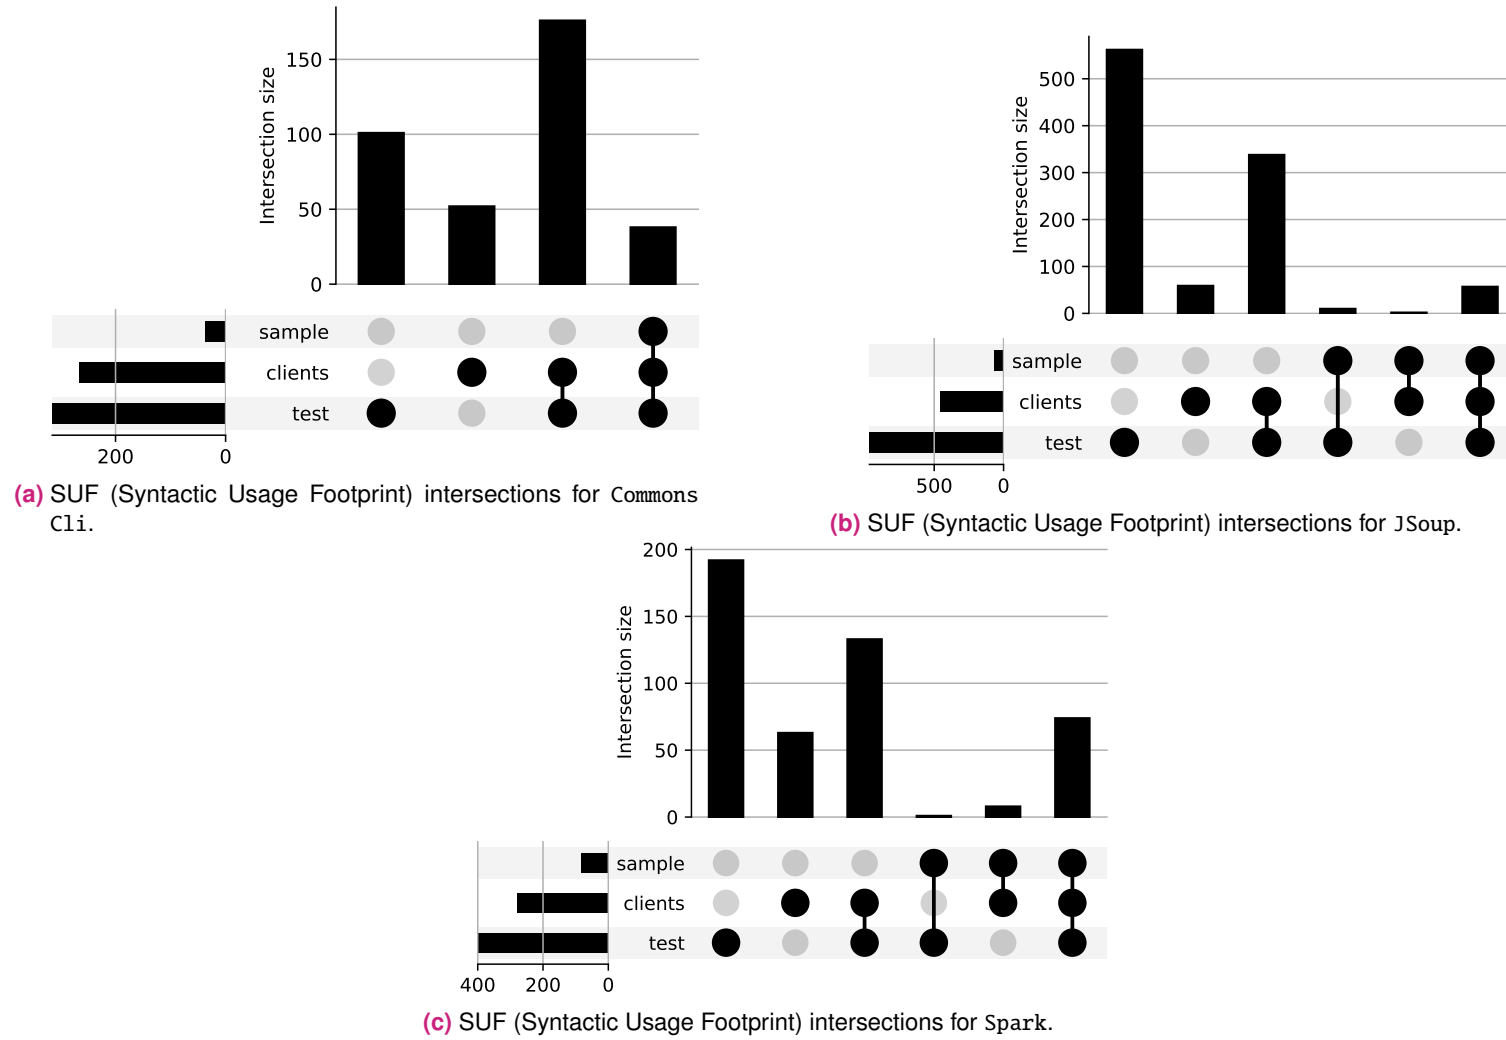 150
100
50
0
Intersection size
sample
clients
test
200 0
(a) SUF (Syntactic Usage Footprint) intersections for Commons
Cli.
500
400
300
200
100
0
Intersection size
sample
clients
test
500 0
(b) SUF (Syntactic Usage Footprint) intersections for JSoup.
200
150
100
50
0
Intersection size
sample
clients
test
400 200 0
(c) SUF (Syntactic Usage Footprint) intersections for Spark.